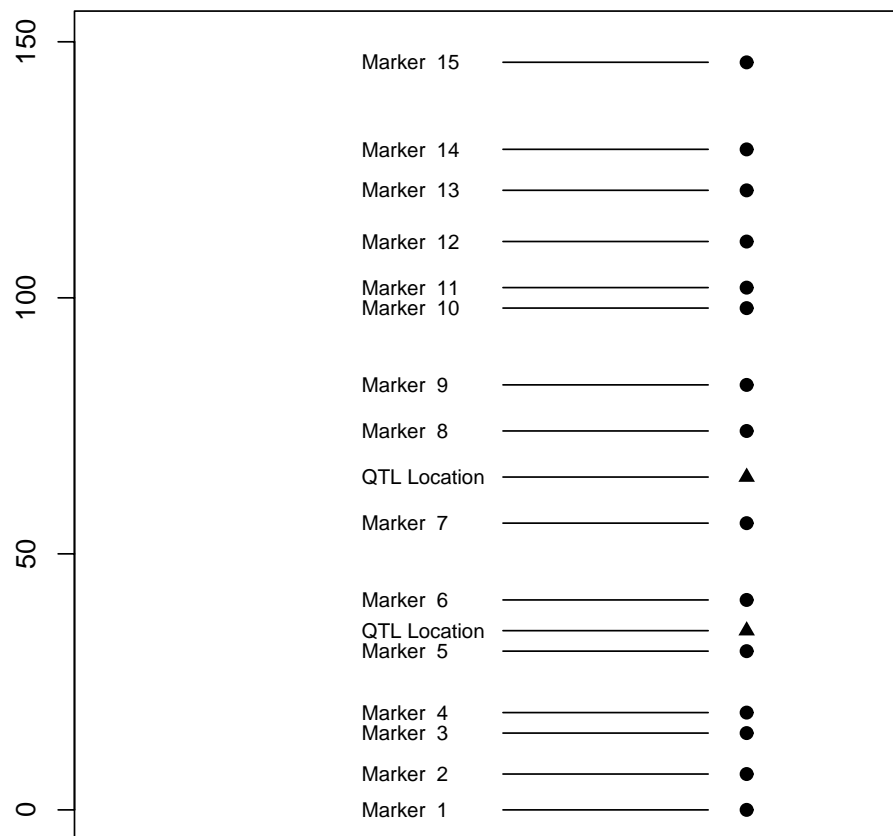 150
Marker 15
Marker 14
Marker 13
Marker 12
Marker 11
100
Marker 10
Marker 9
Marker 8
QTL Location
Marker 7
50
Marker 6
QTL Location
Marker 5
Marker 4
Marker 3
Marker 2
0
Marker 1